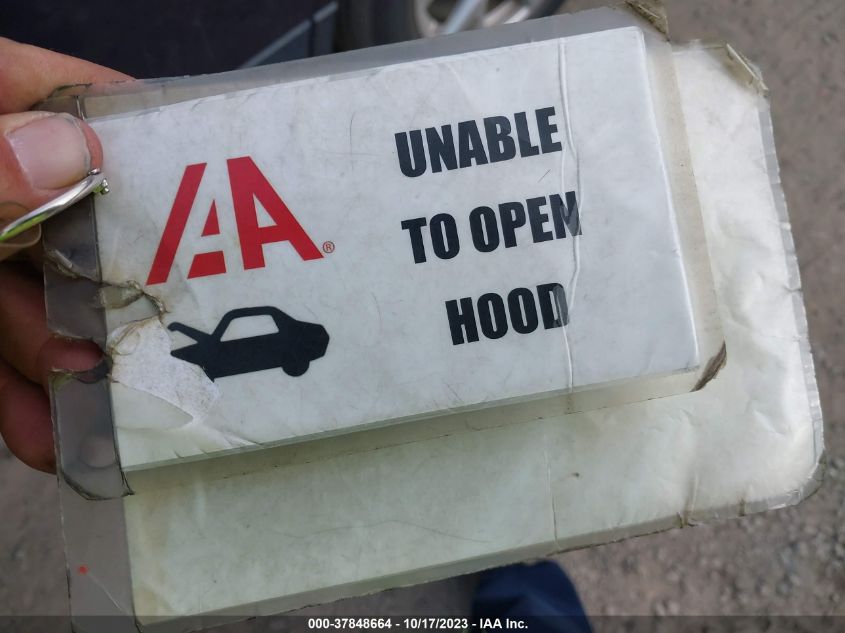 IAA®
UNABLE
TO OPEN
HOOD
000-37848664 - 10/17/2023 - IAA Inc.